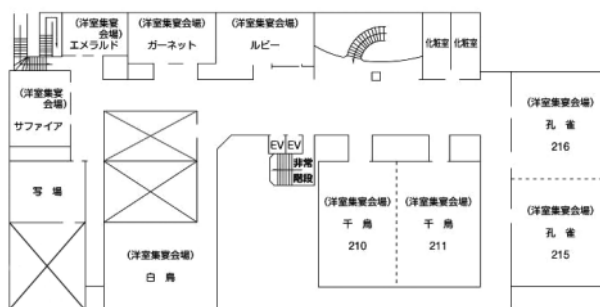 (洋室集宴
会場)
エメラルド
(洋室集宴会場)
ガーネット
(洋室集宴会場)
ルビー
化粧室
化粧室
(洋室集宴
会場)
サファイア
(洋室集宴会場)
孔 雀
216
EV
EV
非常
階段
写 場
(洋室集宴会場)
千 鳥
210
(洋室集宴会場)
千 鳥
211
(洋室集宴会場)
孔 雀
215
(洋室集宴会場)
白 鳥